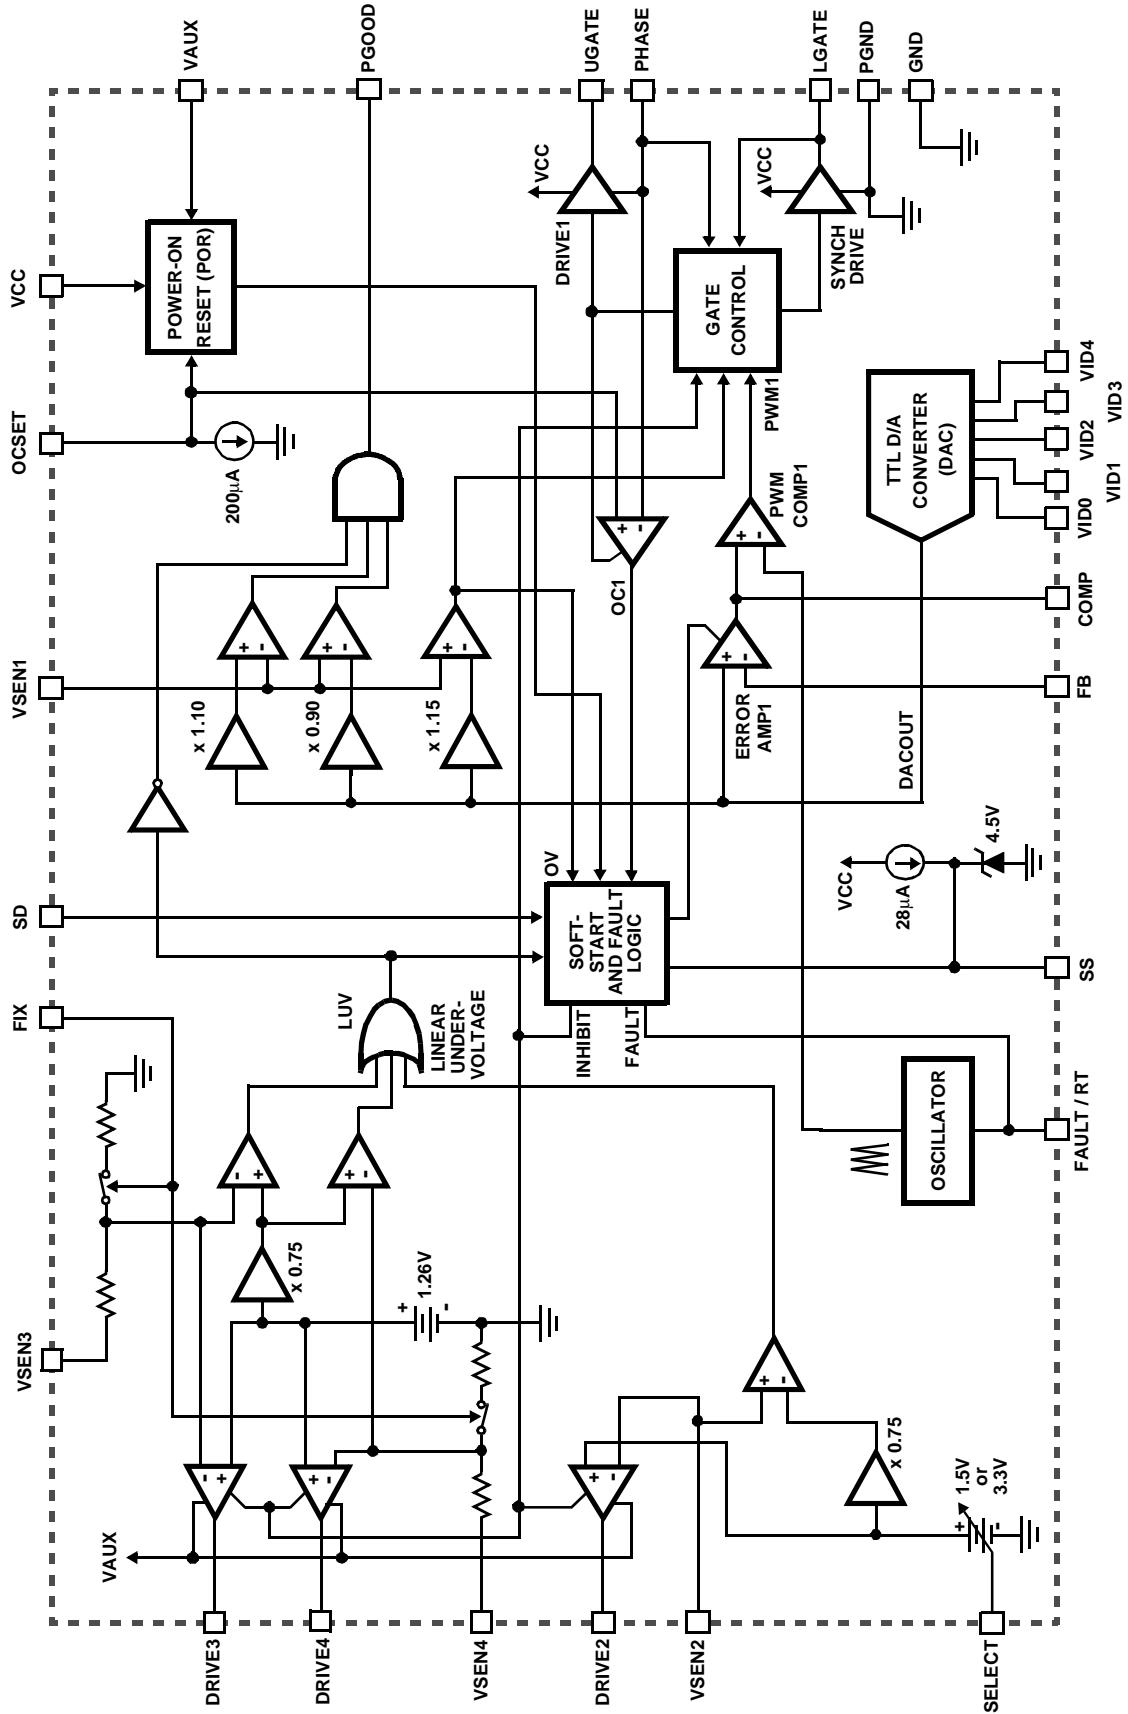 VSEN3
FIX
SD
VSEN1
OCSET
VCC
VAUX
PGOOD
UGATE
PHASE
LGATE
PGND
GND
VAUX
DRIVE3
DRIVE4
VSEN4
DRIVE2
VSEN2
SELECT
- +
+ -
+ -
- +
+ -
x 0.75
+ 1.26V -
LUV
LINEAR
UNDER-
VOLTAGE
x 1.10
x 0.90
x 1.15
+ -
+ -
+ -
200µA
POWER-ON
RESET (POR)
INHIBIT
FAULT
SOFT-
START
AND FAULT
LOGIC
OV
OC1
+ -
DRIVE1
VCC
GATE
CONTROL
SYNCH
DRIVE
VCC
PWM1
PWM
COMP1
+ -
ERROR
AMP1
+ -
+ -
x 0.75
+ -
1.5V
or
3.3V
OSCILLATOR
VCC
28µA
4.5V
DACOUT
TTL D/A
CONVERTER
(DAC)
FAULT / RT
SS
FB
COMP
VID0
VID1
VID2
VID3
VID4